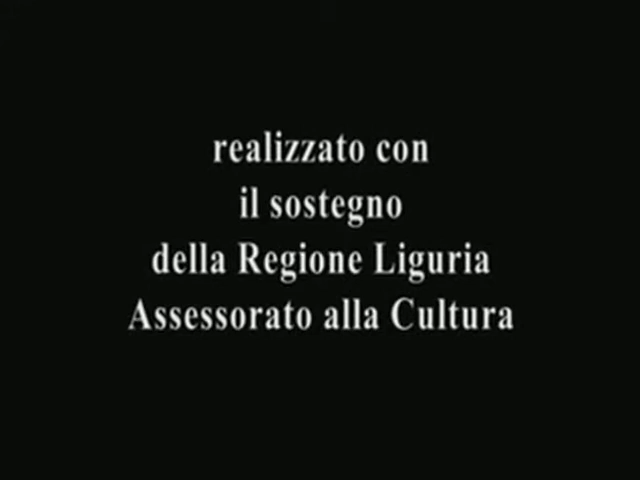 realizzato con
il sostegno
della Regione Liguria
Assessorato alla Cultura